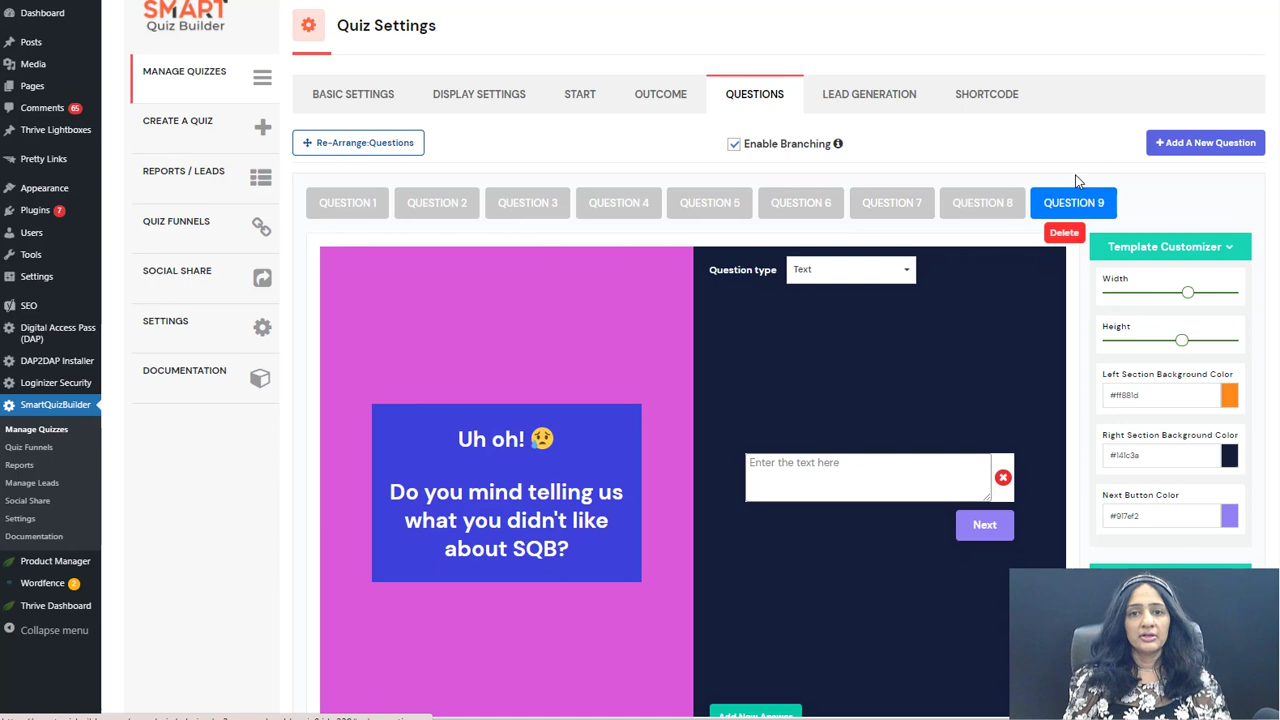 Dashboard
Posts
Media
Pages
Comments 65
Thrive Lightboxes
Pretty Links
Appearance
Plugins 7
Users
Tools
Settings
SEO
Digital Access Pass
(DAP)
DAP2DAP Installer
Loginizer Security
SmartQuizBuilder
Manage Quizzes
Quiz Funnels
Reports
Manage Leads
Social Share
Settings
Documentation
Product Manager
Wordfence 2
Thrive Dashboard
Collapse menu
SMART
Quiz Builder
MANAGE QUIZZES
CREATE A QUIZ
REPORTS / LEADS
QUIZ FUNNELS
SOCIAL SHARE
SETTINGS
DOCUMENTATION
Quiz Settings
BASIC SETTINGS DISPLAY SETTINGS START OUTCOME QUESTIONS LEAD GENERATION SHORTCODE
Re-Arrange:Questions
Enable Branching
+ Add A New Question
QUESTION 1 QUESTION 2 QUESTION 3 QUESTION 4 QUESTION 5 QUESTION 6 QUESTION 7 QUESTION 8 QUESTION 9
Delete
Uh oh! 😥
Do you mind telling us
what you didn't like
about SQB?
Question type Text
Enter the text here
Next
Add New Answer
Template Customizer
Width
Height
Left Section Background Color
#ff881d
Right Section Background Color
#141c3a
Next Button Color
#917ef2